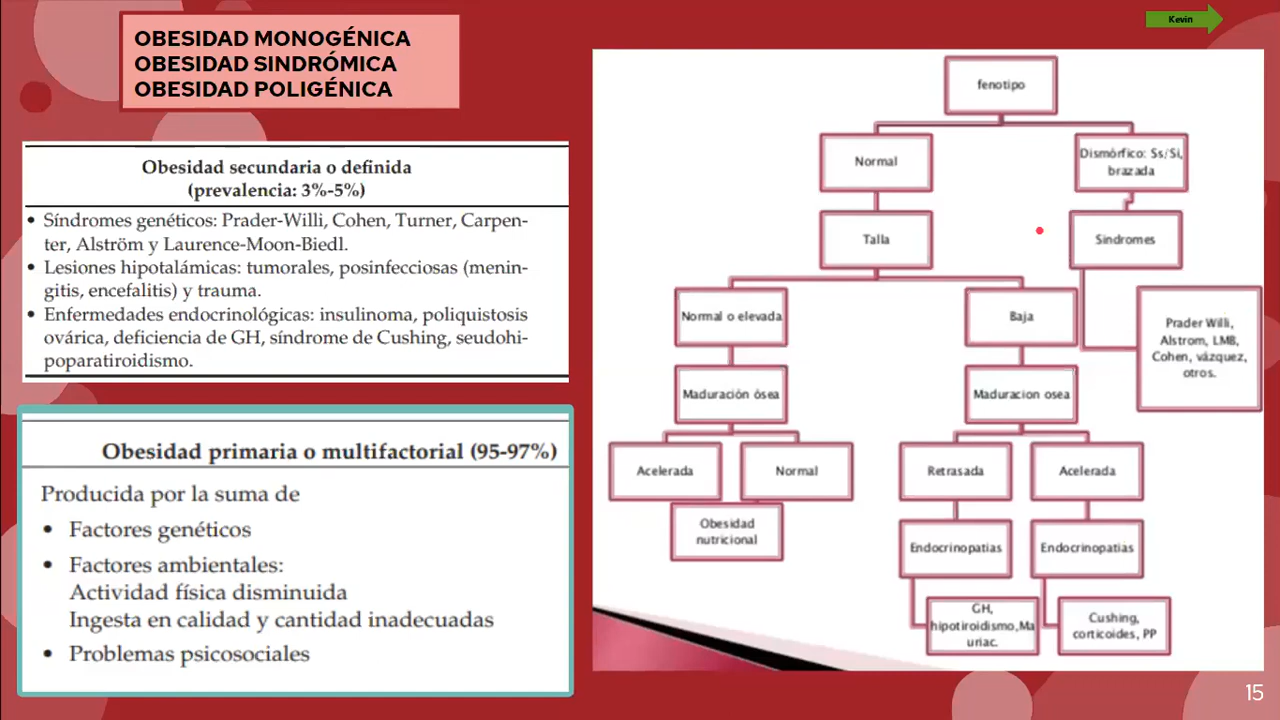 Kevin
OBESIDAD MONOGÉNICA
OBESIDAD SINDRÓMICA
OBESIDAD POLIGÉNICA
Obesidad secundaria o definida
(prevalencia: 3%-5%)
• Síndromes genéticos: Prader-Willi, Cohen, Turner, Carpen-
ter, Alström y Laurence-Moon-Biedl.
• Lesiones hipotalámicas: tumorales, posinfecciosas (menin-
gitis, encefalitis) y trauma.
• Enfermedades endocrinológicas: insulinoma, poliquistosis
ovárica, deficiencia de GH, síndrome de Cushing, seudohi-
poparatiroidismo.
Obesidad primaria o multifactorial (95-97%)
Producida por la suma de
• Factores genéticos
• Factores ambientales:
Actividad física disminuida
Ingesta en calidad y cantidad inadecuadas
• Problemas psicosociales
fenotipo
Normal
Dismórfico: Ss/Si,
brazada
Talla
Sindromes
Normal o elevada
Baja
Prader Willi,
Alstrom, LMB,
Cohen, vázquez,
otros.
Maduración ósea
Maduracion osea
Acelerada
Normal
Retrasada
Acelerada
Obesidad
nutricional
Endocrinopatias
Endocrinopatias
GH,
hipotiroidismo,Ma
uriac.
Cushing,
corticoides, PP
15